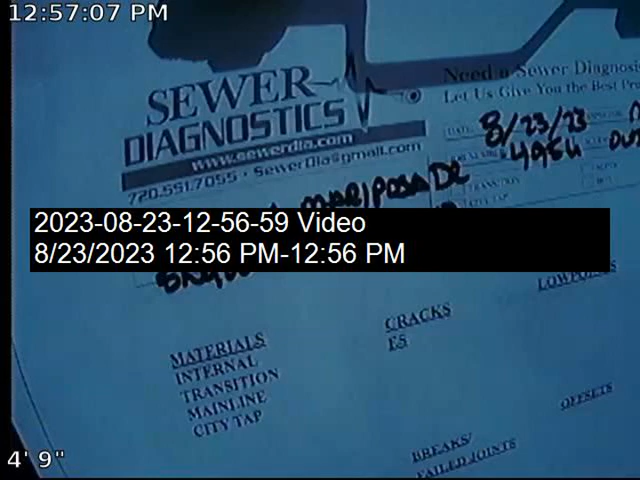 12:57:07 PM
SEWER
DIAGNOSTICS
www.sewerdia.com
720.551.7055 • SewerDia@gmail.com
Need a Sewer Diagnosis
Let Us Give You the Best
DATE: 8/23/23
4984
MARIPOSA DR
TRANSITION
2023-08-23-12-56-59 Video
8/23/2023 12:56 PM-12:56 PM
LOWPOINTS
MATERIALS
INTERNAL
TRANSITION
MAINLINE
CITY TAP
CRACKS
ES
OFFSETS
BREAKS/
FAILED JOINTS
4' 9"